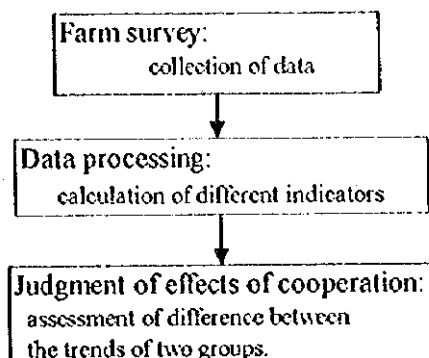 Farm survey:
collection of data
Data processing:
calculation of different indicators
Judgment of effects of cooperation:
assessment of difference between
the trends of two groups.